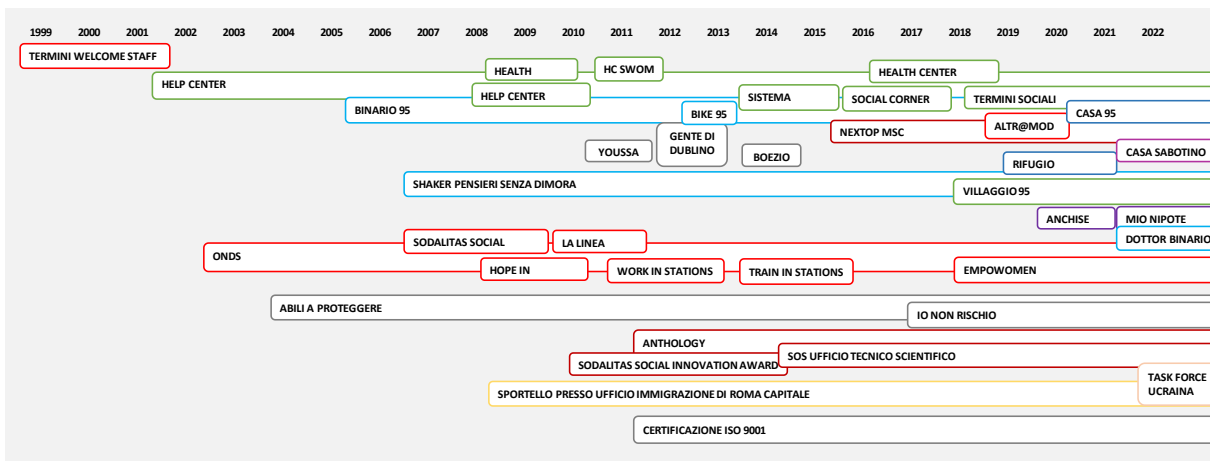 1999 2000 2001 2002 2003 2004 2005 2006 2007 2008 2009 2010 2011 2012 2013 2014 2015 2016 2017 2018 2019 2020 2021 2022
TERMINI WELCOME STAFF
HEALTH
HC SWOM
HEALTH CENTER
HELP CENTER
HELP CENTER
SISTEMA
SOCIAL CORNER
TERMINI SOCIALI
BINARIO 95
BIKE 95
CASA 95
NEXTOP MSC
ALTR@MOD
GENTE DI
DUBLINO
YOUSSA
BOEZIO
CASA SABOTINO
RIFUGIO
SHAKER PENSIERI SENZA DIMORA
VILLAGGIO 95
ANCHISE
MIO NIPOTE
SODALITAS SOCIAL
LA LINEA
DOTTOR BINARIO
ONDS
HOPE IN
WORK IN STATIONS
TRAIN IN STATIONS
EMPOWOMEN
ABILI A PROTEGGERE
IO NON RISCHIO
ANTHOLOGY
SOS UFFICIO TECNICO SCIENTIFICO
SODALITAS SOCIAL INNOVATION AWARD
TASK FORCE
UCRAINA
SPORTELLO PRESSO UFFICIO IMMIGRAZIONE DI ROMA CAPITALE
CERTIFICAZIONE ISO 9001